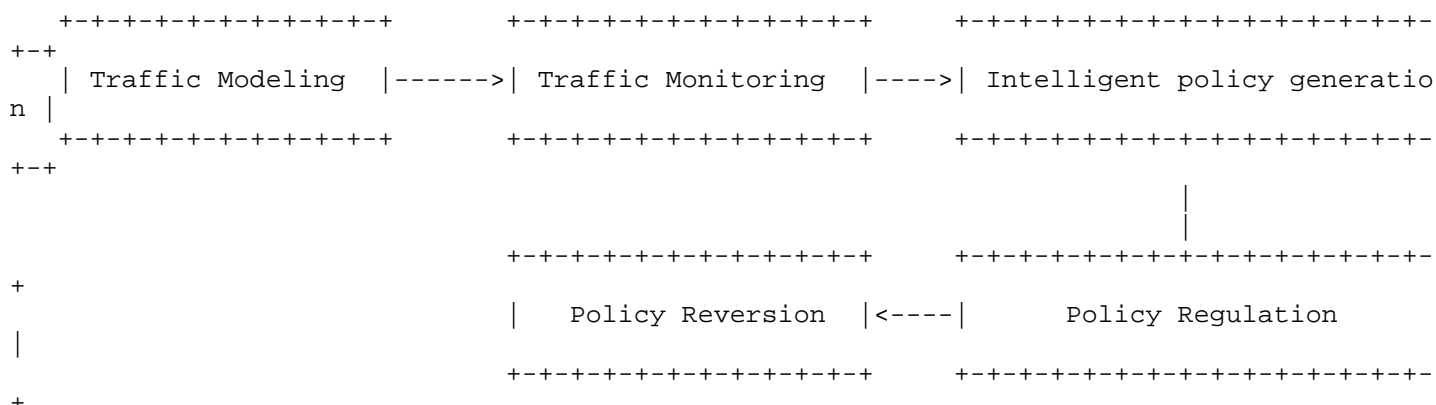 +-+-+-+-+-+-+-+-+-+-+ +-+-+-+-+-+-+-+-+-+-+-+ +-+-+-+-+-+-+-+-+-+-+-+-+-+-+-
+-+
| Traffic Modeling |------>| Traffic Monitoring |---->| Intelligent policy generatio
n |
+-+-+-+-+-+-+-+-+-+-+ +-+-+-+-+-+-+-+-+-+-+-+ +-+-+-+-+-+-+-+-+-+-+-+-+-+-+-
+-+
|
|
+-+-+-+-+-+-+-+-+-+-+-+ +-+-+-+-+-+-+-+-+-+-+-+-+-+-+-
+
| Policy Reversion |<----| Policy Regulation
|
+-+-+-+-+-+-+-+-+-+-+-+ +-+-+-+-+-+-+-+-+-+-+-+-+-+-+-
+